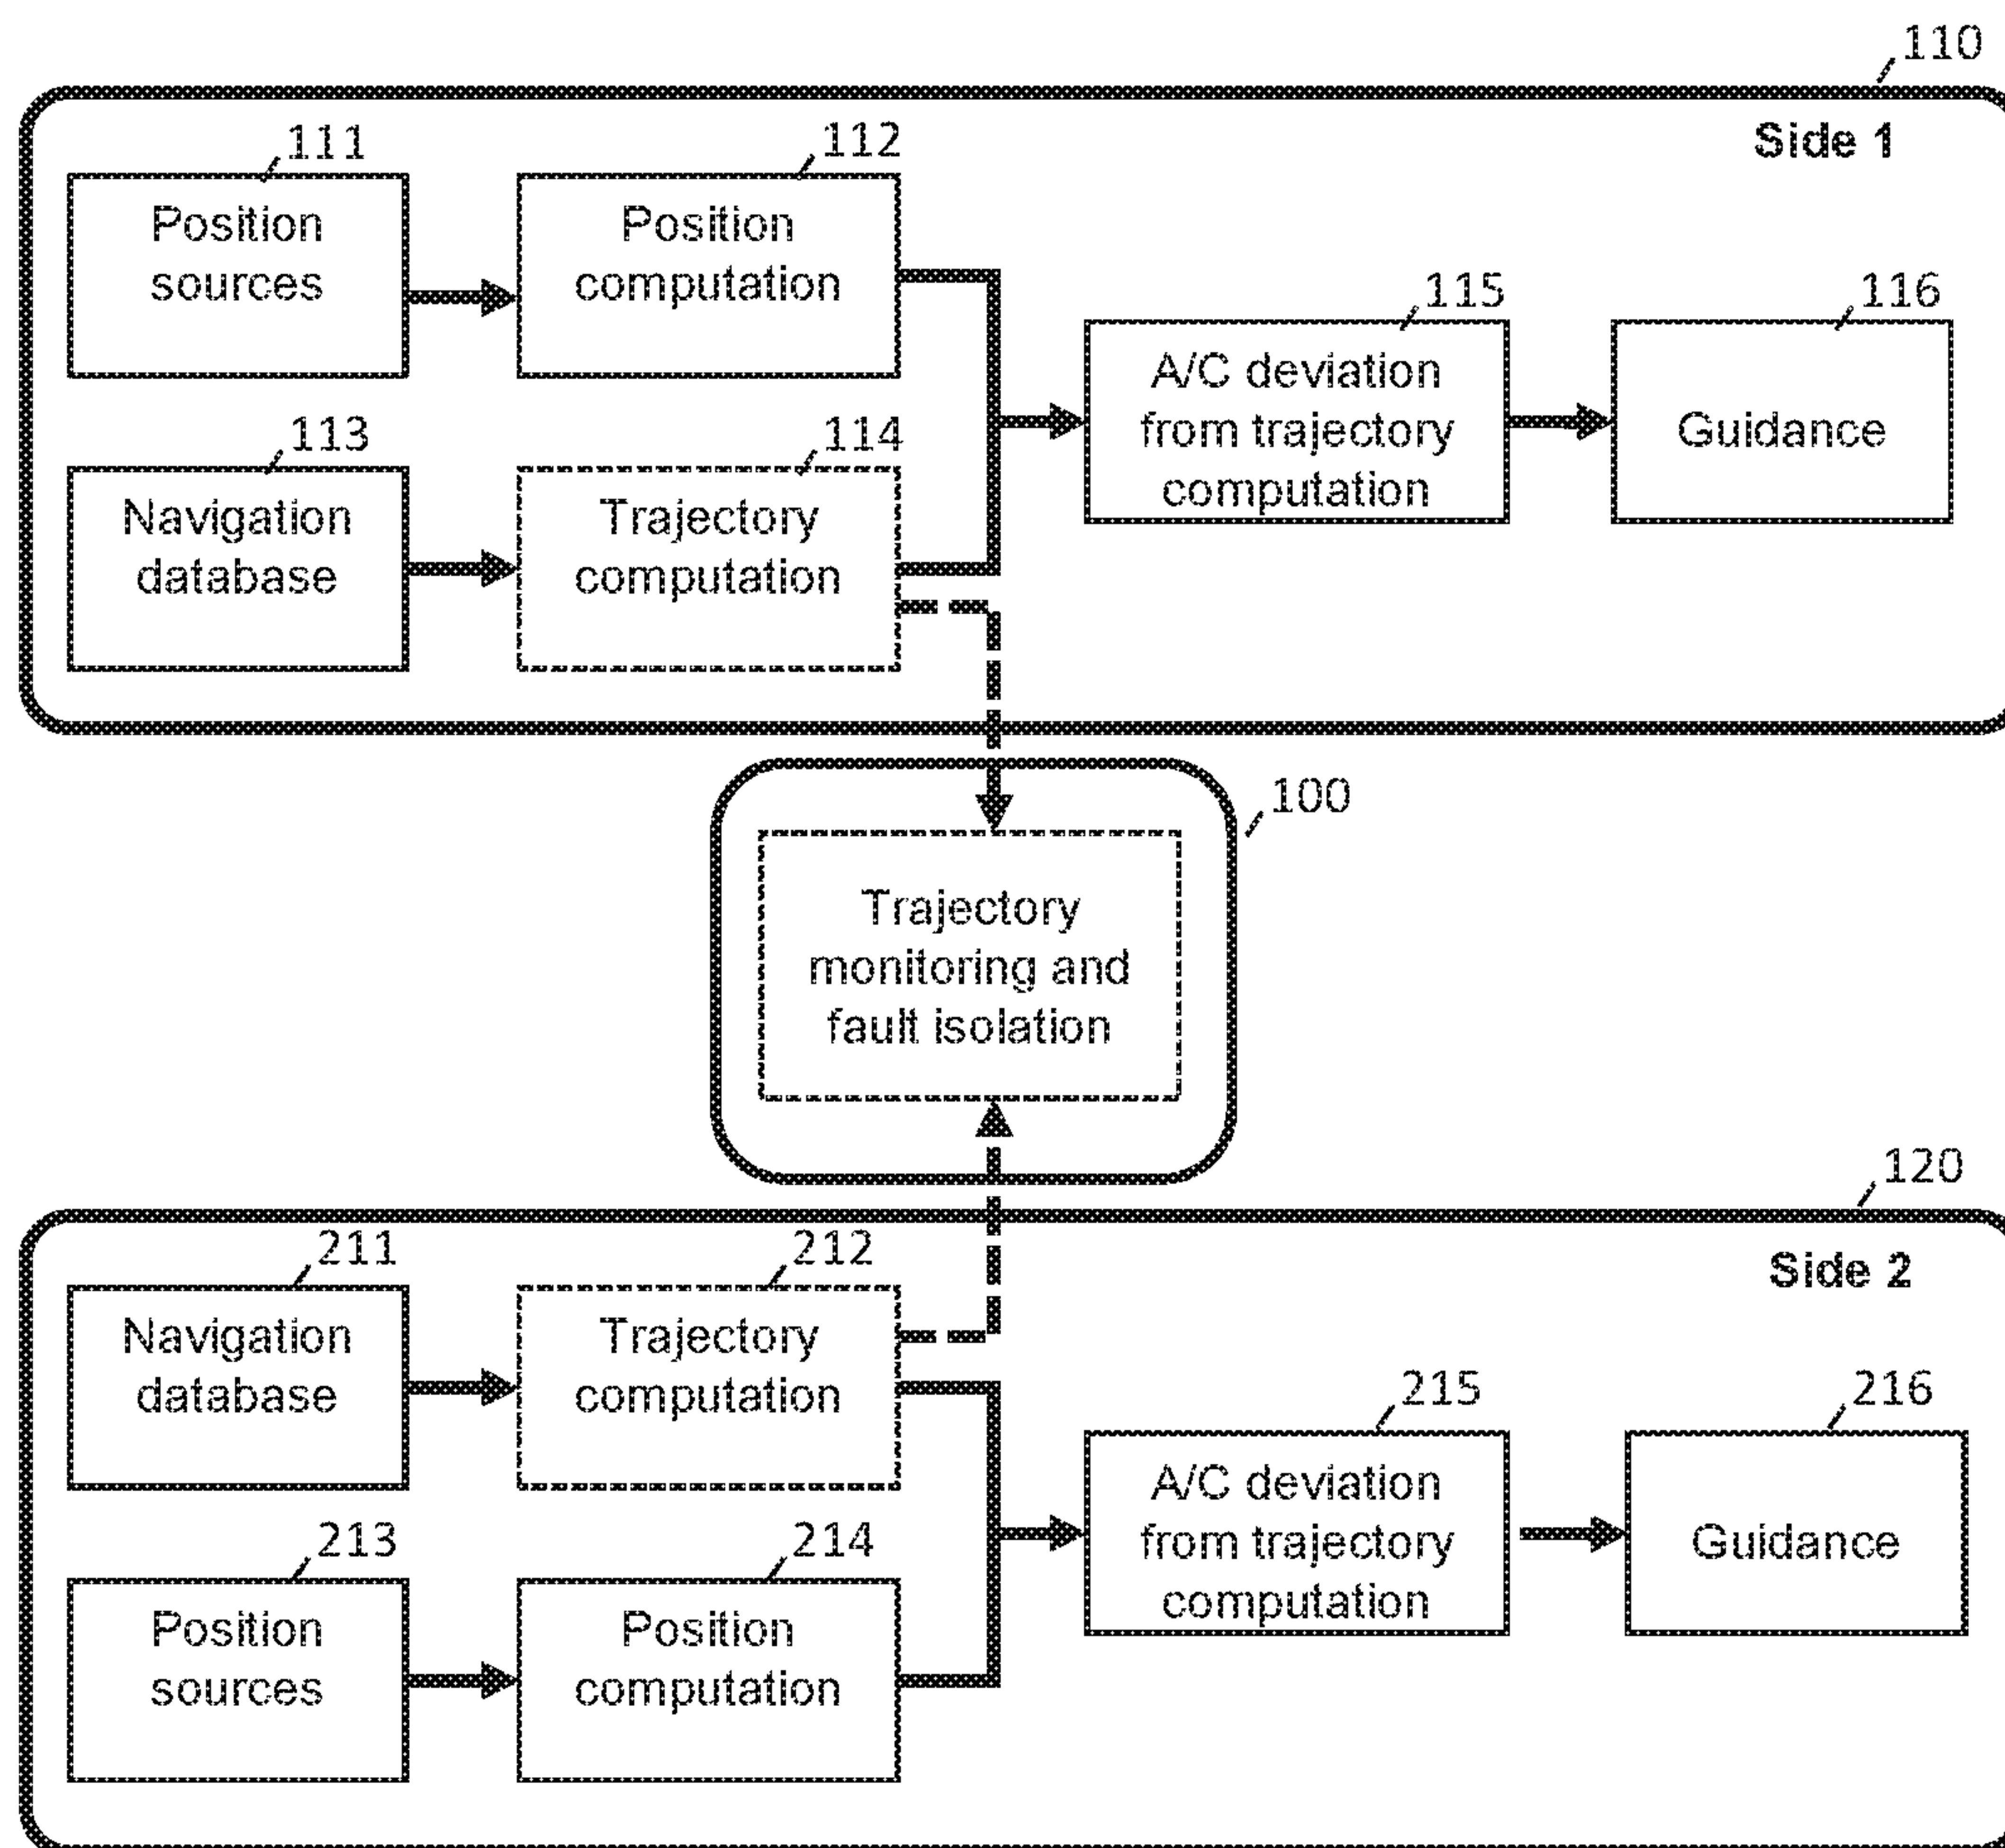 110
Side 1
111
Position
sources
112
Position
computation
113
Navigation
database
114
Trajectory
computation
115
A/C deviation
from trajectory
computation
116
Guidance
100
Trajectory
monitoring and
fault isolation
120
Side 2
211
Navigation
database
212
Trajectory
computation
213
Position
sources
214
Position
computation
215
A/C deviation
from trajectory
computation
216
Guidance